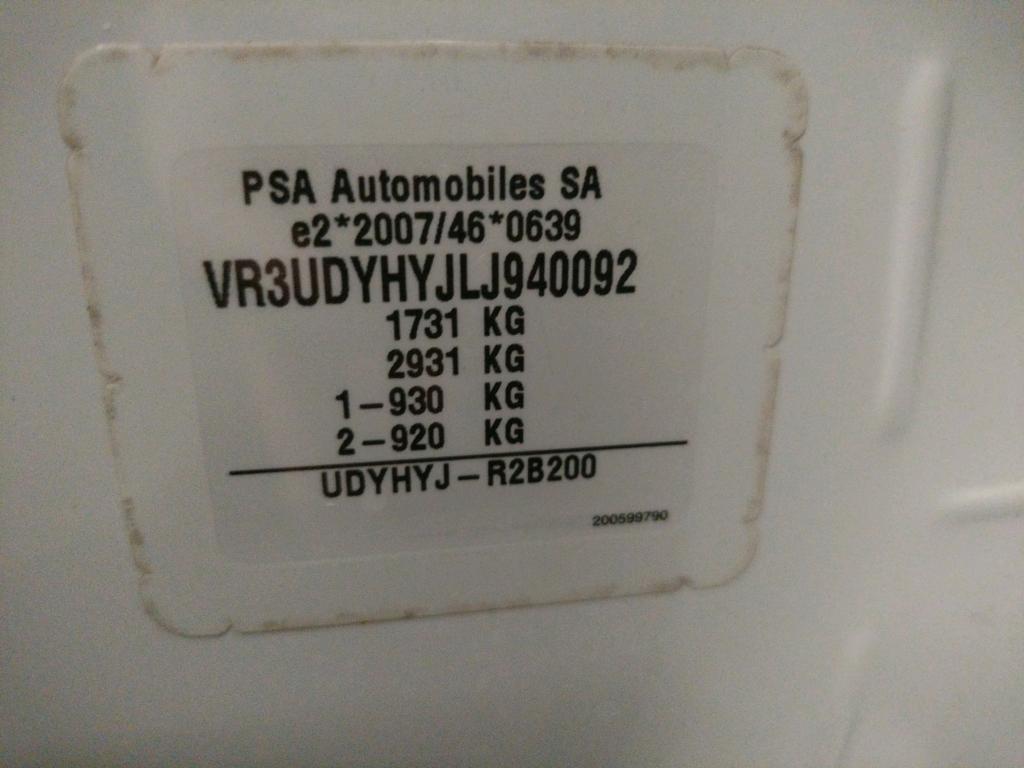 PSA Automobiles SA
e2*2007/46*0639
VR3UDYHYJLJ940092
1731 KG
2931 KG
1-930 KG
2-920 KG
UDYHYJ-R2B200
200599790